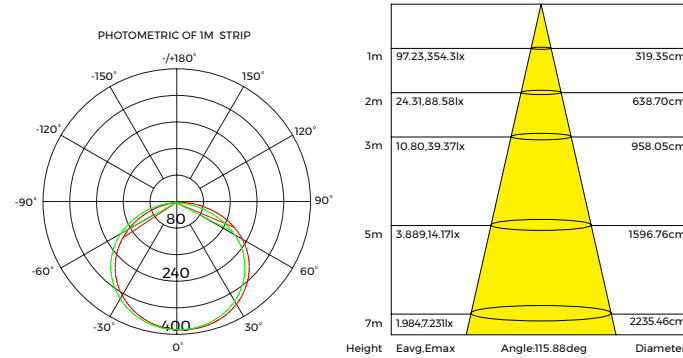 PHOTOMETRIC OF 1M STRIP
-/+180°
-150° 150°
-120° 120°
-90° 90°
-60° 60°
-30° 30°
0°
80
240
400
1m 97.23,354.3lx 319.35cm
2m 24.31,88.58lx 638.70cm
3m 10.80,39.37lx 958.05cm
5m 3.889,14.17lx 1596.76cm
7m 1.984,7.231lx 2235.46cm
Height Eavg,Emax Angle:115.88deg Diameter